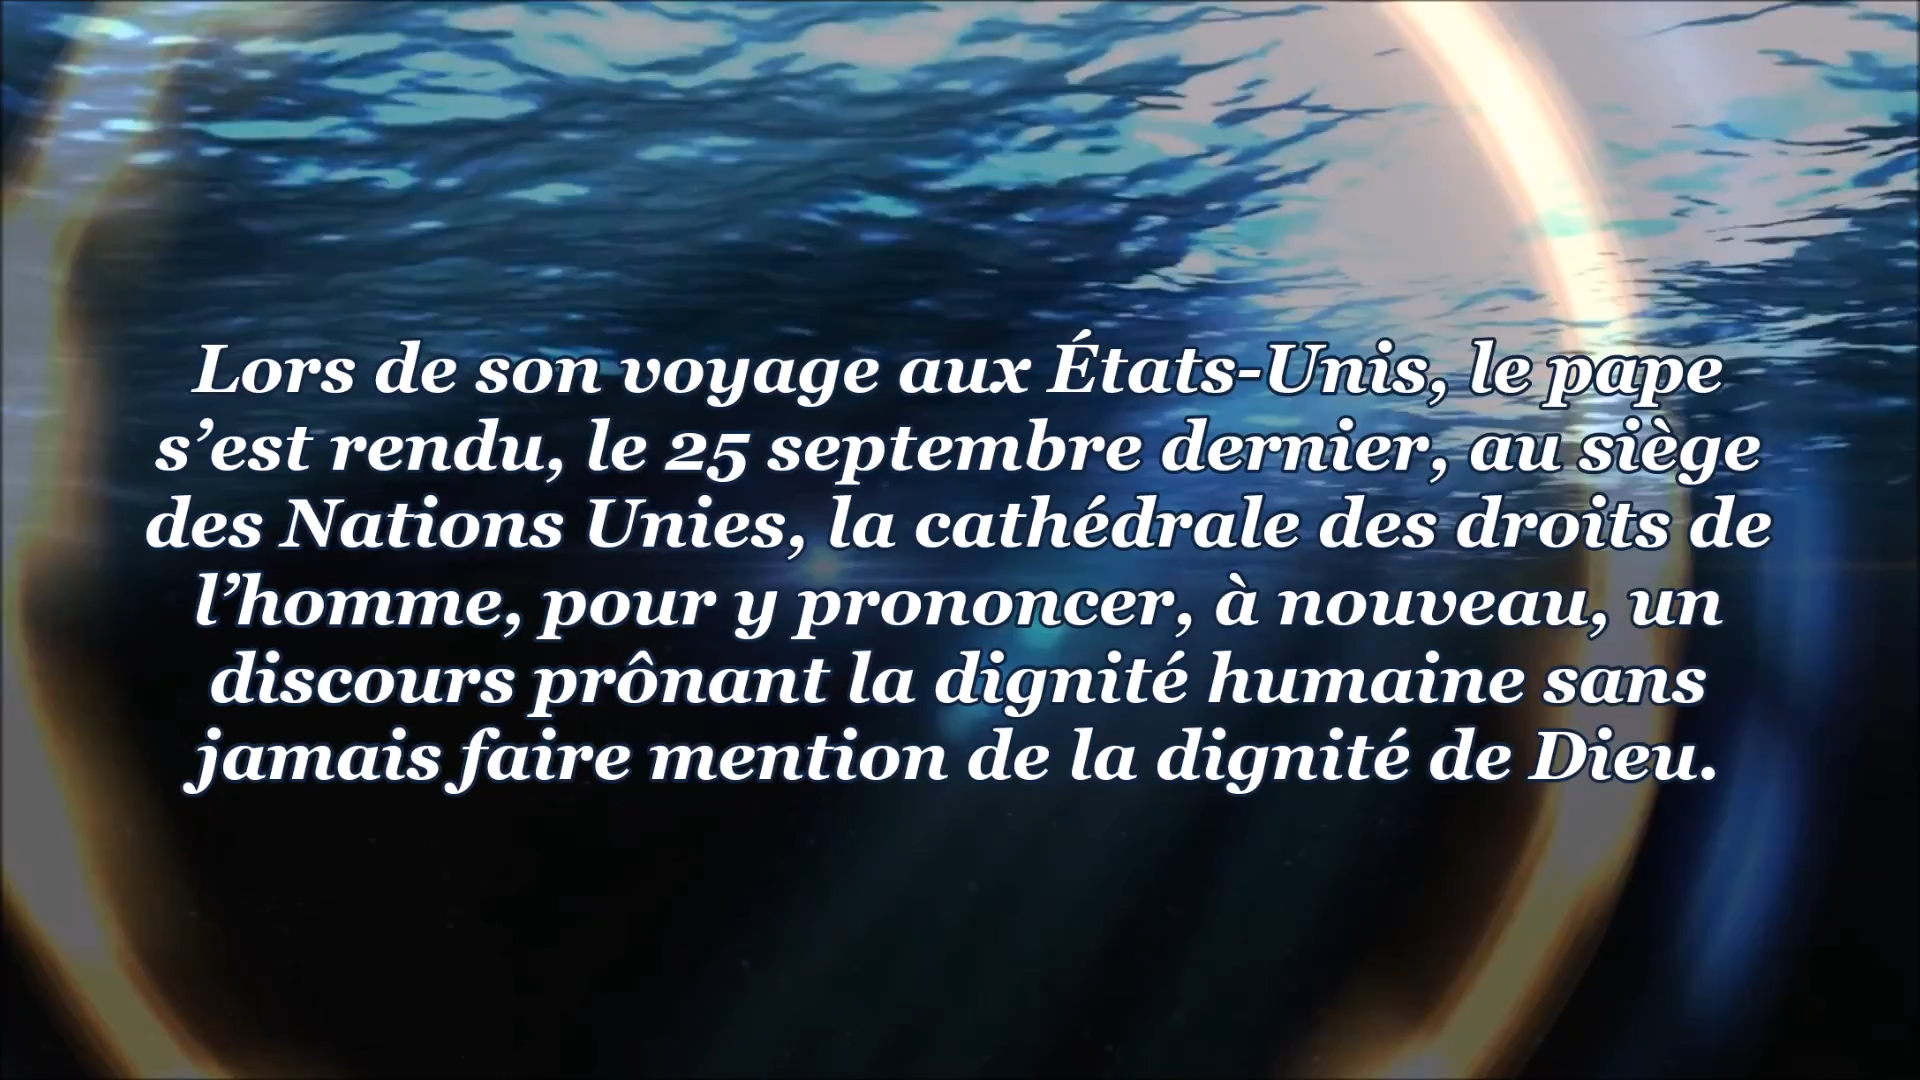 Lors de son voyage aux États-Unis, le pape
s’est rendu, le 25 septembre dernier, au siège
des Nations Unies, la cathédrale des droits de
l’homme, pour y prononcer, à nouveau, un
discours prônant la dignité humaine sans
jamais faire mention de la dignité de Dieu.